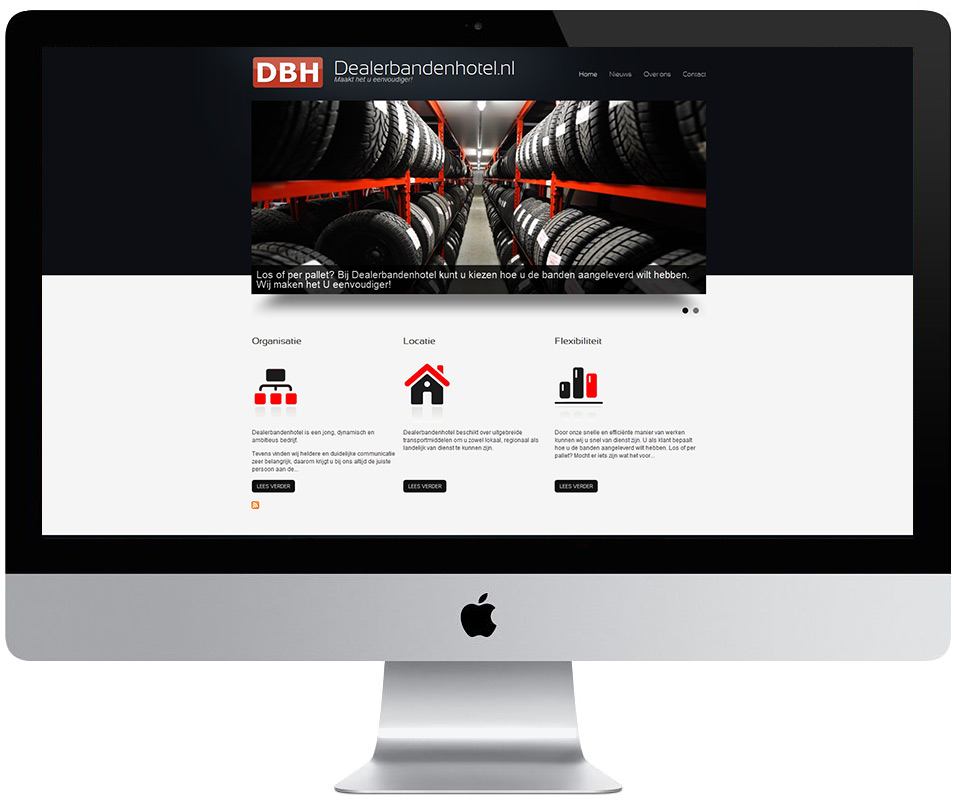 DBH
Dealerbandenhotel.nl
Maakt het u eenvoudiger!
Home Nieuws Over ons Contact
Los of per pallet? Bij Dealerbandenhotel kunt u kiezen hoe u de banden aangeleverd wilt hebben.
Wij maken het U eenvoudiger!
Organisatie
Dealerbandenhotel is een jong, dynamisch en
ambitieus bedrijf.
Tevens vinden wij heldere en duidelijke communicatie
zeer belangrijk, daarom krijgt u bij ons altijd de juiste
persoon aan de...
LEES VERDER
Locatie
Dealerbandenhotel beschikt over uitgebreide
transportmiddelen om u zowel lokaal, regionaal als
landelijk van dienst te kunnen zijn.
LEES VERDER
Flexibiliteit
Door onze snelle en efficiënte manier van werken
kunnen wij u snel van dienst zijn. U als klant bepaalt
hoe u de banden aangeleverd wilt hebben. Los of per
pallet? Mocht er iets zijn wat het voor...
LEES VERDER